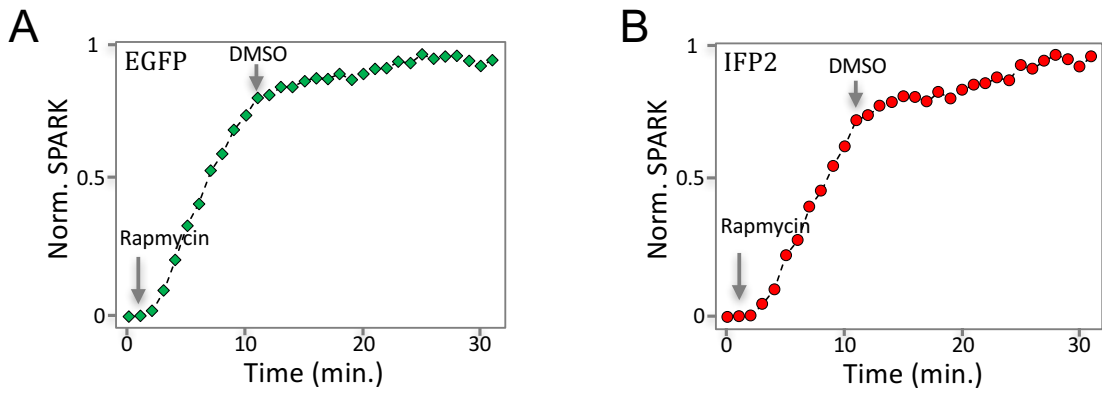 A
1
EGFP
DMSO
Norm. SPARK
0.5
Rapmycin
0
0
10
20
30
Time (min.)
B
1
IFP2
DMSO
Norm. SPARK
0.5
Rapmycin
0
0
10
20
30
Time (min.)